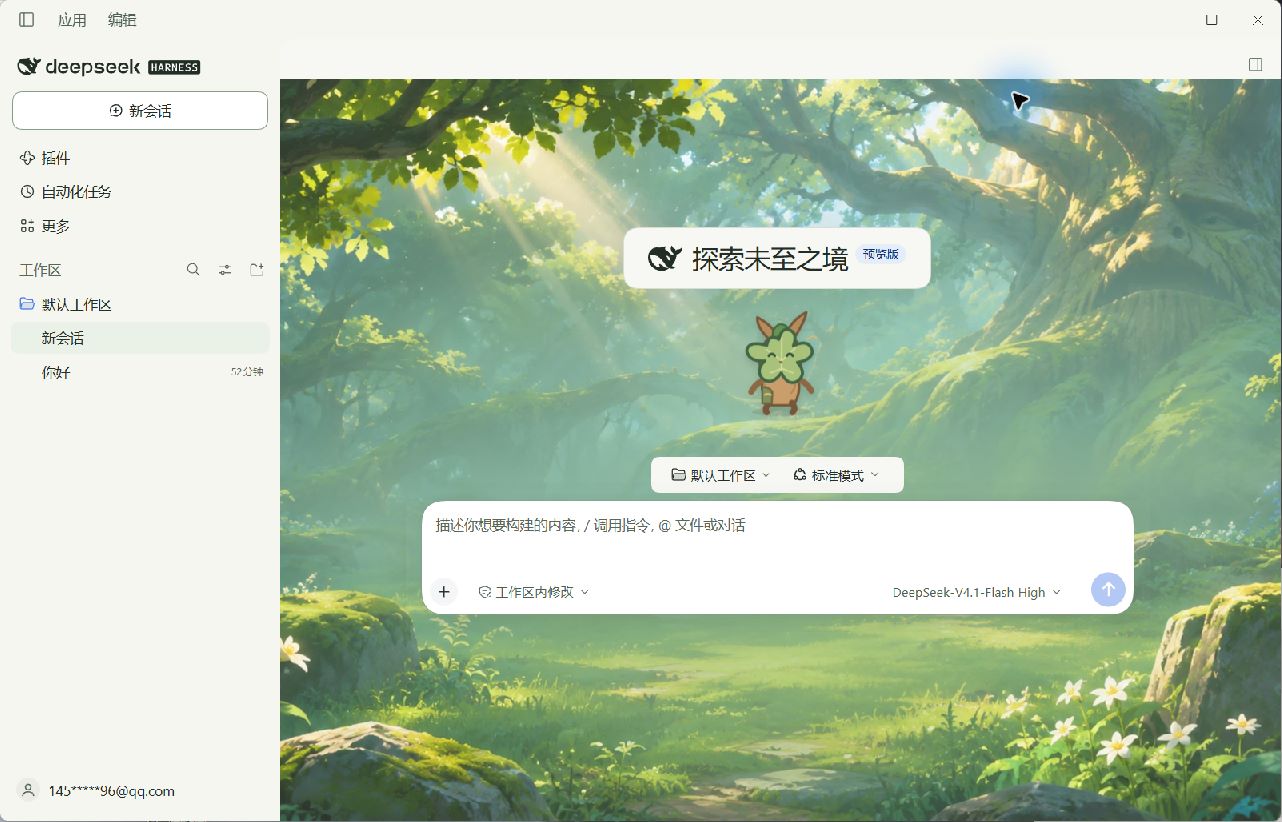 应用 编辑
deepseek HARNESS
新会话
插件
自动化任务
更多
工作区
默认工作区
新会话
你好 52分钟
探索未至之境 预览版
默认工作区 标准模式
描述你想要构建的内容, / 调用指令, @ 文件或对话
工作区内修改 DeepSeek-V4.1-Flash High
145*****96@qq.com